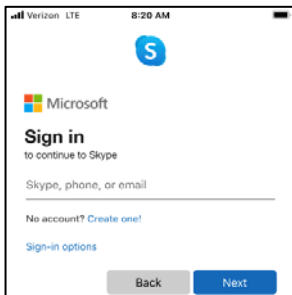 Verizon LTE 8:20 AM
S
Microsoft
Sign in
to continue to Skype
Skype, phone, or email
No account? Create one!
Sign-in options
Back Next